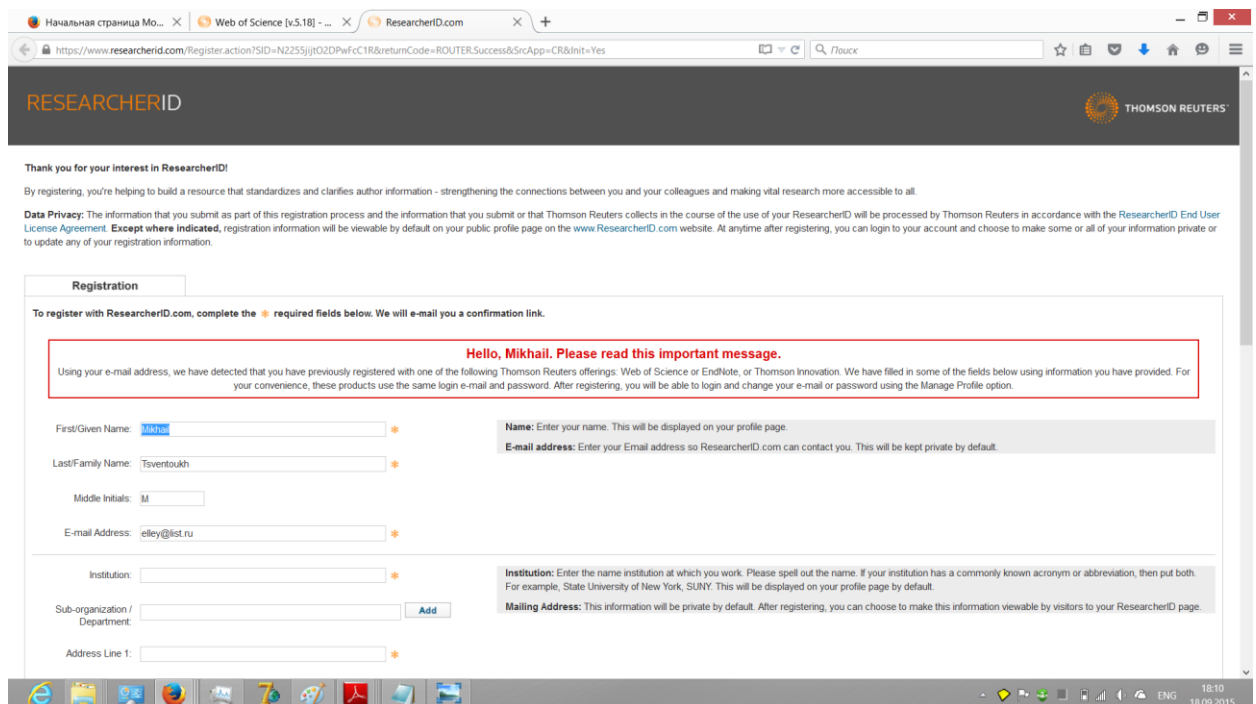 Начальная страница Mo...
Web of Science [v.5.18] - ...
ResearcherID.com
https://www.researcherid.com/Register.action?SID=N2255jijtO2DPwFcC1R&returnCode=ROUTER.Success&SrcApp=CR&Init=Yes
Поиск
RESEARCHERID
THOMSON REUTERS
Thank you for your interest in ResearcherID!
By registering, you're helping to build a resource that standardizes and clarifies author information - strengthening the connections between you and your colleagues and making vital research more accessible to all.
Data Privacy: The information that you submit as part of this registration process and the information that you submit or that Thomson Reuters collects in the course of the use of your ResearcherID will be processed by Thomson Reuters in accordance with the ResearcherID End User
License Agreement. Except where indicated, registration information will be viewable by default on your public profile page on the www.ResearcherID.com website. At anytime after registering, you can login to your account and choose to make some or all of your information private or
to update any of your registration information.
Registration
To register with ResearcherID.com, complete the * required fields below. We will e-mail you a confirmation link.
Hello, Mikhail. Please read this important message.
Using your e-mail address, we have detected that you have previously registered with one of the following Thomson Reuters offerings: Web of Science or EndNote, or Thomson Innovation. We have filled in some of the fields below using information you have provided. For
your convenience, these products use the same login e-mail and password. After registering, you will be able to login and change your e-mail or password using the Manage Profile option.
First/Given Name: Mikhail *
Name: Enter your name. This will be displayed on your profile page.
E-mail address: Enter your Email address so ResearcherID.com can contact you. This will be kept private by default.
Last/Family Name: Tsventoukh *
Middle Initials: M
E-mail Address: elley@list.ru *
Institution: *
Institution: Enter the name institution at which you work. Please spell out the name. If your institution has a commonly known acronym or abbreviation, then put both.
For example, State University of New York, SUNY. This will be displayed on your profile page by default.
Sub-organization /
Department:
Add
Mailing Address: This information will be private by default. After registering, you can choose to make this information viewable by visitors to your ResearcherID page.
Address Line 1: *
ENG
18:10
18.09.2015